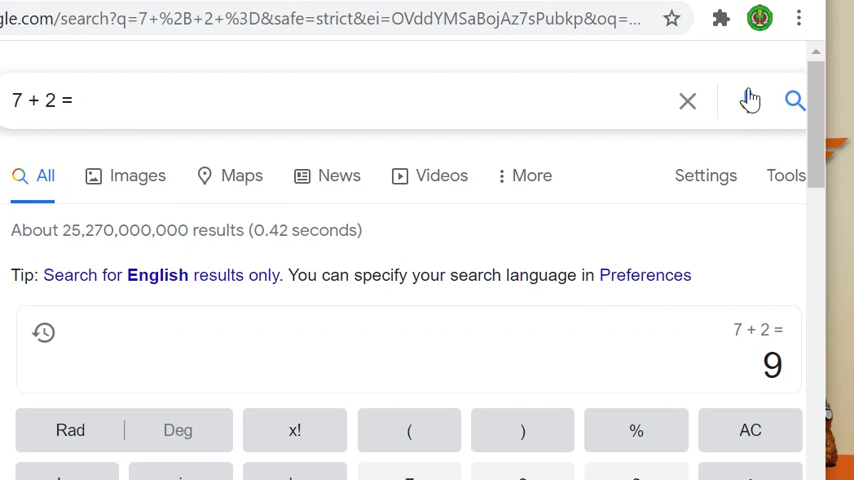 gle.com/search?q=7+%2B+2+%3D&safe=strict&ei=OVddYMSaBojAz7sPubkp&oq=...
7 + 2 =
All Images Maps News Videos More Settings Tools
About 25,270,000,000 results (0.42 seconds)
Tip: Search for English results only. You can specify your search language in Preferences
7 + 2 =
9
Rad Deg x! ( ) % AC